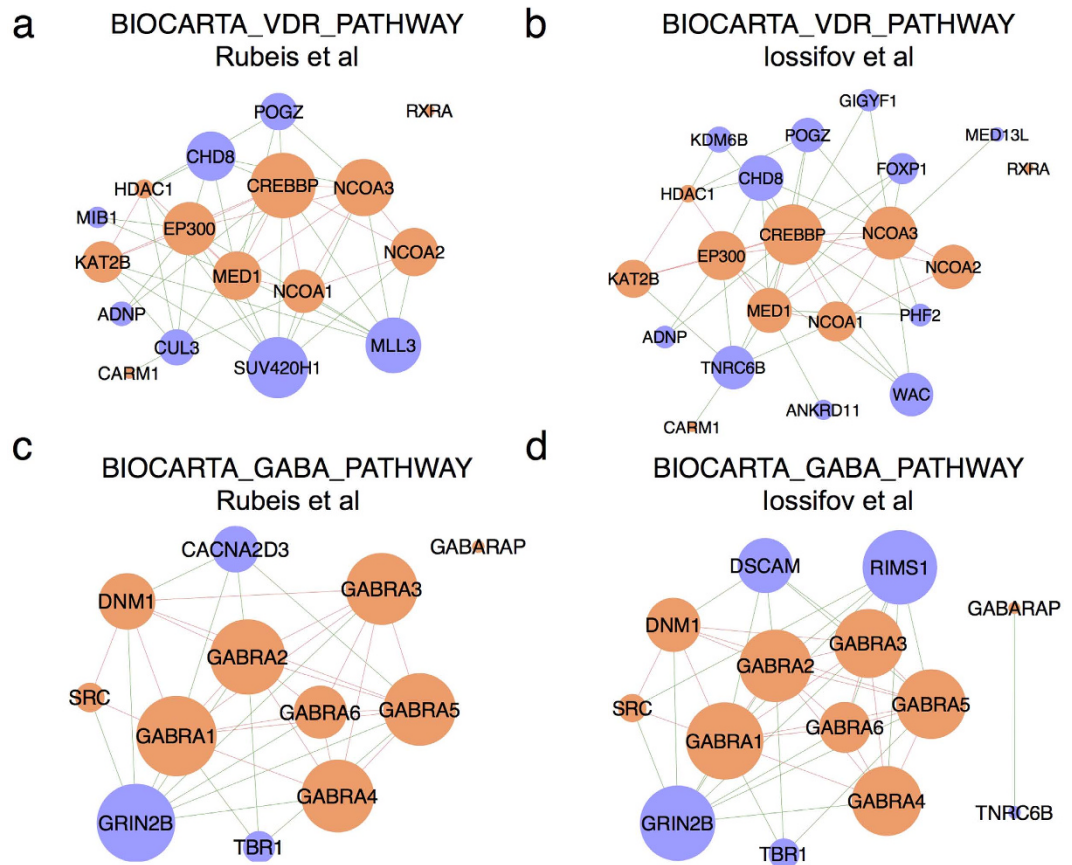 a
BIOCARTA_VDR_PATHWAY
Rubeis et al
POGZ
RXRA
CHD8
HDAC1
CREBBP
NCOA3
MIB1
EP300
KAT2B
MED1
NCOA2
NCOA1
ADNP
CUL3
MLL3
CARM1
SUV420H1
b
BIOCARTA_VDR_PATHWAY
Iossifov et al
GIGYF1
KDM6B
POGZ
MED13L
FOXP1
RXRA
CHD8
HDAC1
CREBBP
NCOA3
EP300
NCOA2
KAT2B
MED1
NCOA1
PHF2
ADNP
TNRC6B
WAC
ANKRD11
CARM1
c
BIOCARTA_GABA_PATHWAY
Rubeis et al
CACNA2D3
GABARAP
DNM1
GABRA3
GABRA2
SRC
GABRA6
GABRA5
GABRA1
GABRA4
GRIN2B
TBR1
d
BIOCARTA_GABA_PATHWAY
Iossifov et al
DSCAM
RIMS1
GABARAP
DNM1
GABRA3
GABRA2
GABRA5
SRC
GABRA6
GABRA1
GABRA4
TNRC6B
GRIN2B
TBR1